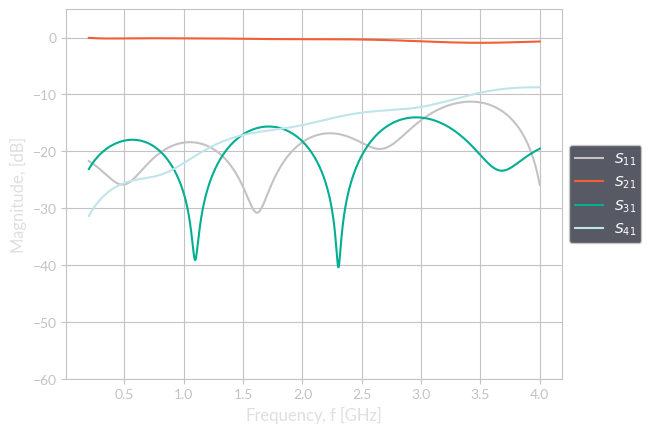 0
−10
−20
−30
−40
−50
−60
Magnitude, [dB]
0.5 1.0 1.5 2.0 2.5 3.0 3.5 4.0
Frequency, f [GHz]
S₁₁
S₂₁
S₃₁
S₄₁